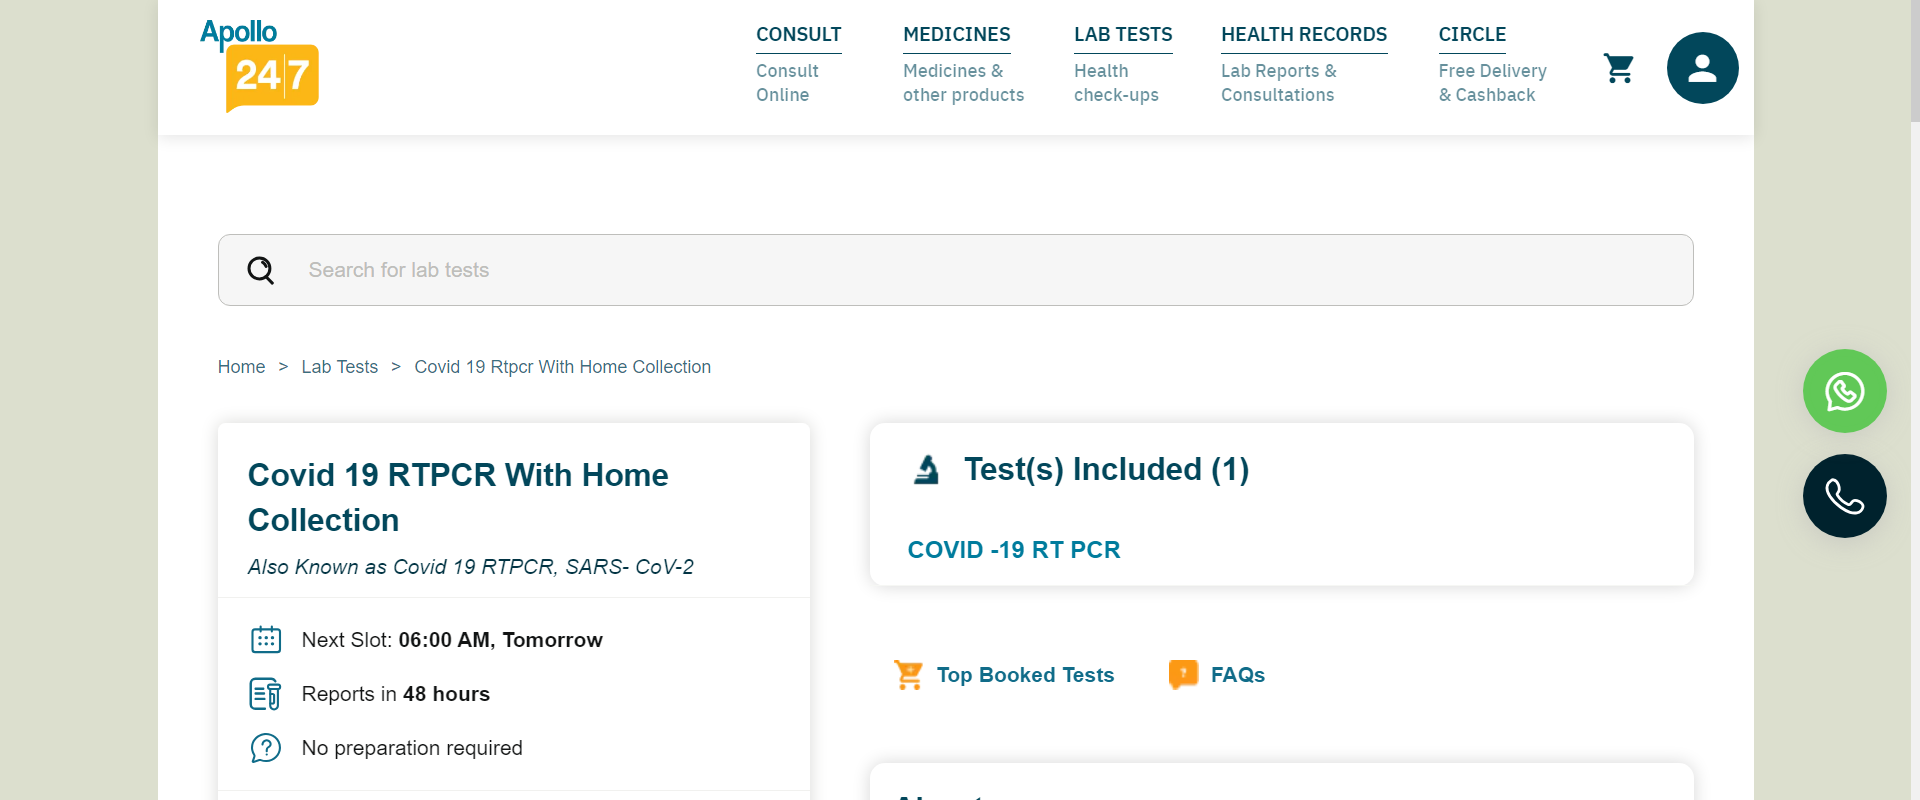 Apollo
24|7
CONSULT
Consult
Online
MEDICINES
Medicines &
other products
LAB TESTS
Health
check-ups
HEALTH RECORDS
Lab Reports &
Consultations
CIRCLE
Free Delivery
& Cashback
Search for lab tests
Home > Lab Tests > Covid 19 Rtpcr With Home Collection
Covid 19 RTPCR With Home
Collection
Also Known as Covid 19 RTPCR, SARS- CoV-2
Next Slot: 06:00 AM, Tomorrow
Reports in 48 hours
No preparation required
Test(s) Included (1)
COVID -19 RT PCR
Top Booked Tests
FAQs